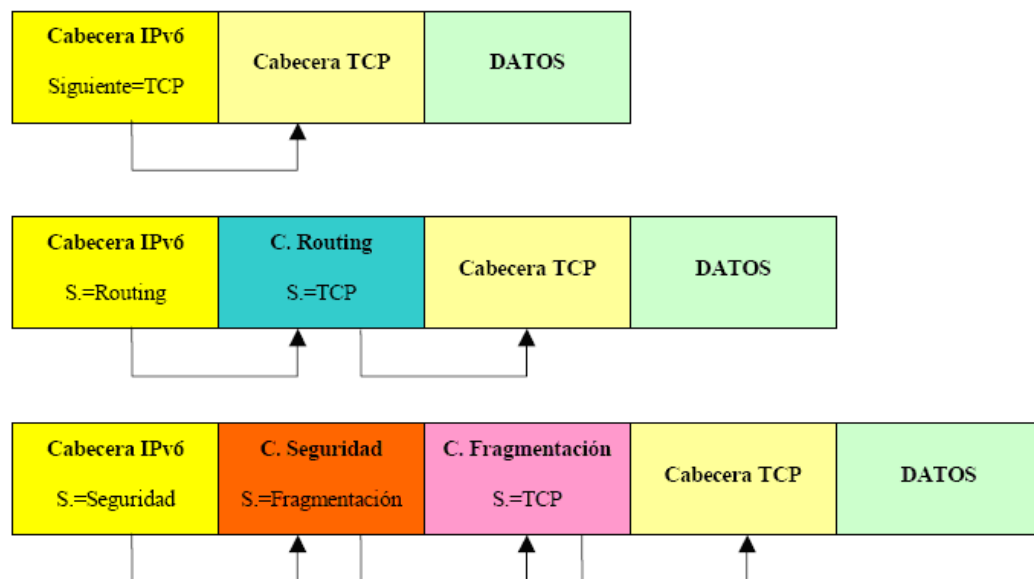 Cabecera IPv6
Siguiente=TCP
Cabecera TCP
DATOS
Cabecera IPv6
S.=Routing
C. Routing
S.=TCP
Cabecera TCP
DATOS
Cabecera IPv6
S.=Seguridad
C. Seguridad
S.=Fragmentación
C. Fragmentación
S.=TCP
Cabecera TCP
DATOS